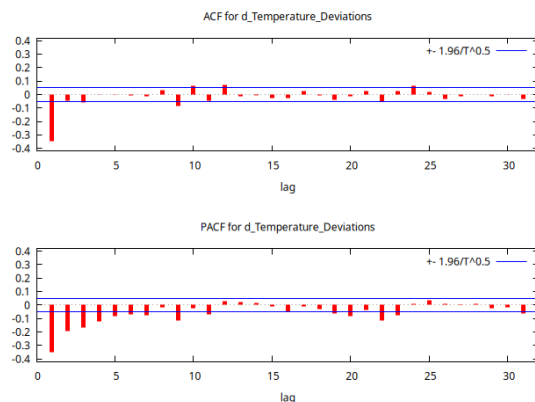 ACF for d_Temperature_Deviations
0.4
0.3
0.2
0.1
0
-0.1
-0.2
-0.3
-0.4
+- 1.96/T^0.5
0 5 10 15 20 25 30
lag
PACF for d_Temperature_Deviations
0.4
0.3
0.2
0.1
0
-0.1
-0.2
-0.3
-0.4
+- 1.96/T^0.5
0 5 10 15 20 25 30
lag